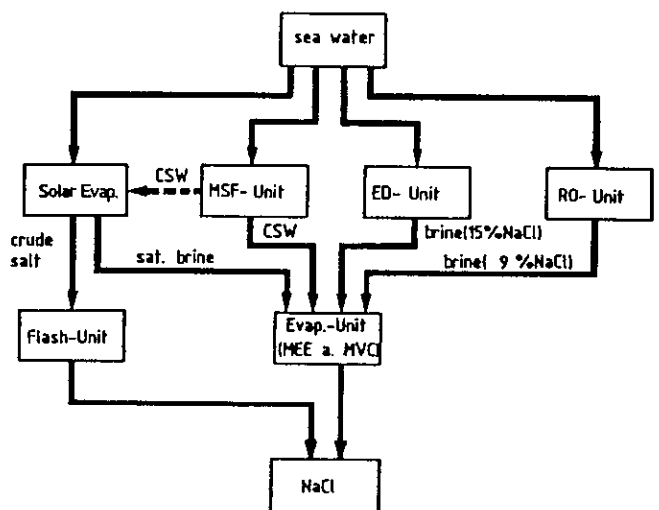 sea water
CSW
Solar Evap.
MSF-Unit
ED- Unit
RO- Unit
crude
salt
sat. brine
CSW
brine(15%NaCl)
brine( 9 %NaCl)
Flash-Unit
Evap.-Unit
(MEE a. MVC)
NaCl